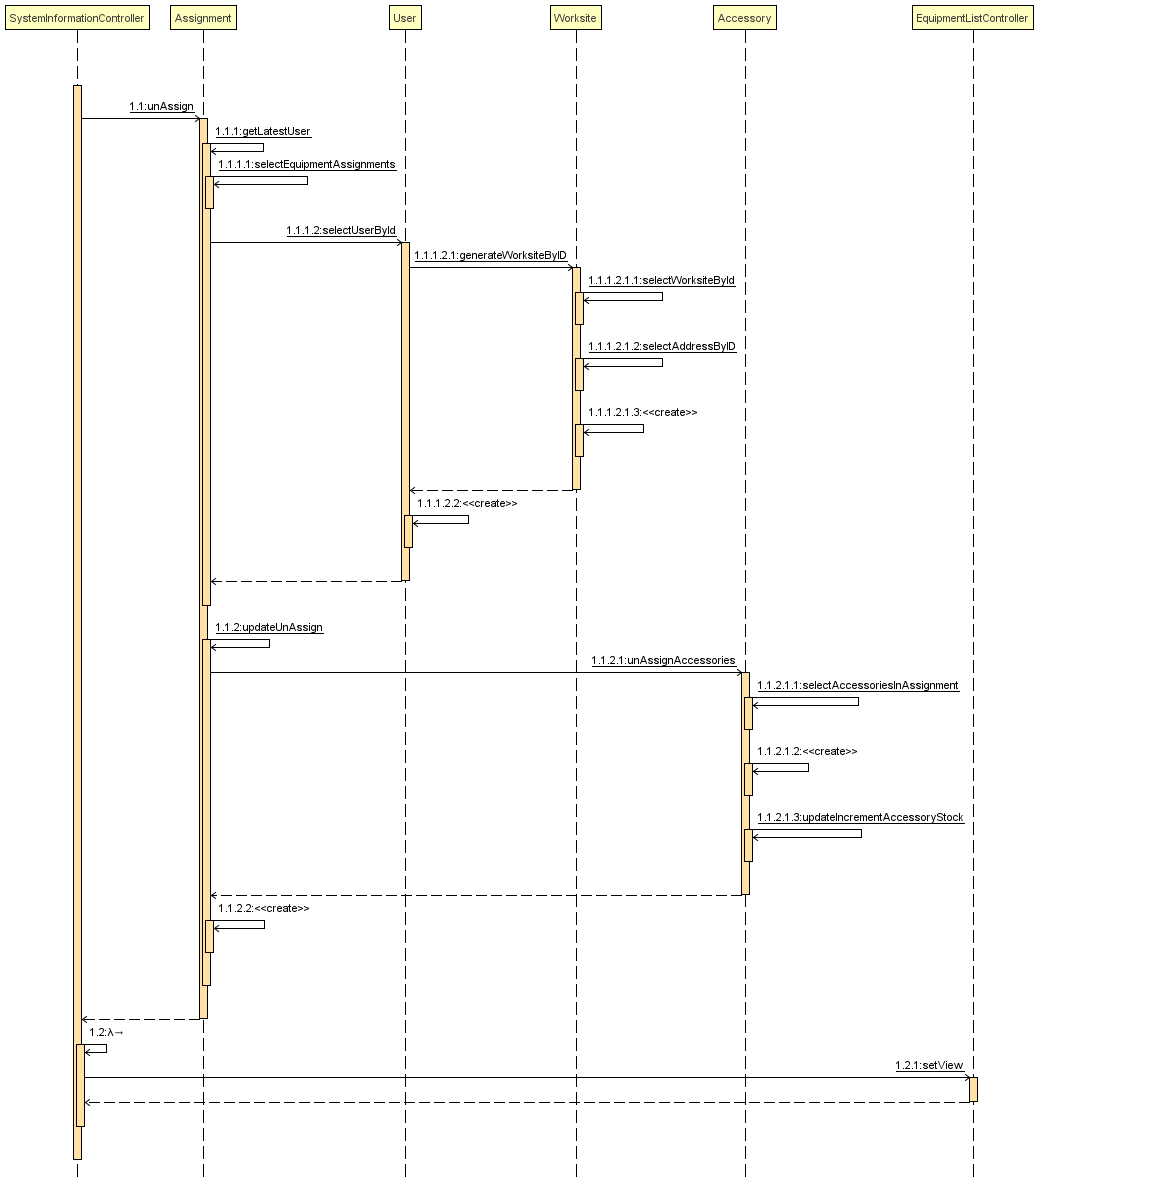 SystemInformationController
Assignment
User
Worksite
Accessory
EquipmentListController
1.1:unAssign
1.1.1:getLatestUser
1.1.1.1:selectEquipmentAssignments
1.1.1.2:selectUserById
1.1.1.2.1:generateWorksiteByID
1.1.1.2.1.1:selectWorksiteById
1.1.1.2.1.2:selectAddressByID
1.1.1.2.1.3:<<create>>
1.1.1.2.2:<<create>>
1.1.2:updateUnAssign
1.1.2.1:unAssignAccessories
1.1.2.1.1:selectAccessoriesInAssignment
1.1.2.1.2:<<create>>
1.1.2.1.3:updateIncrementAccessoryStock
1.1.2.2:<<create>>
1.2:λ→
1.2.1:setView